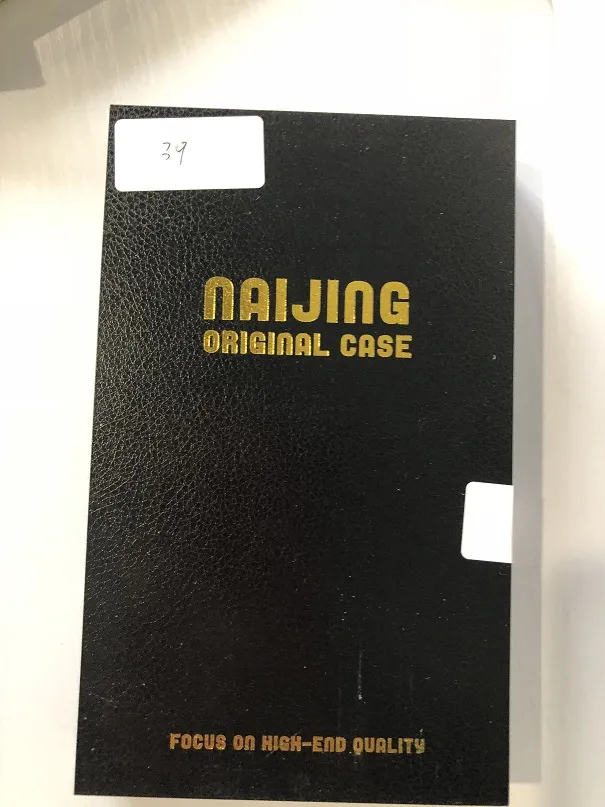 39
NAIJING
ORIGINAL CASE
FOCUS ON HIGH-END QUALITY